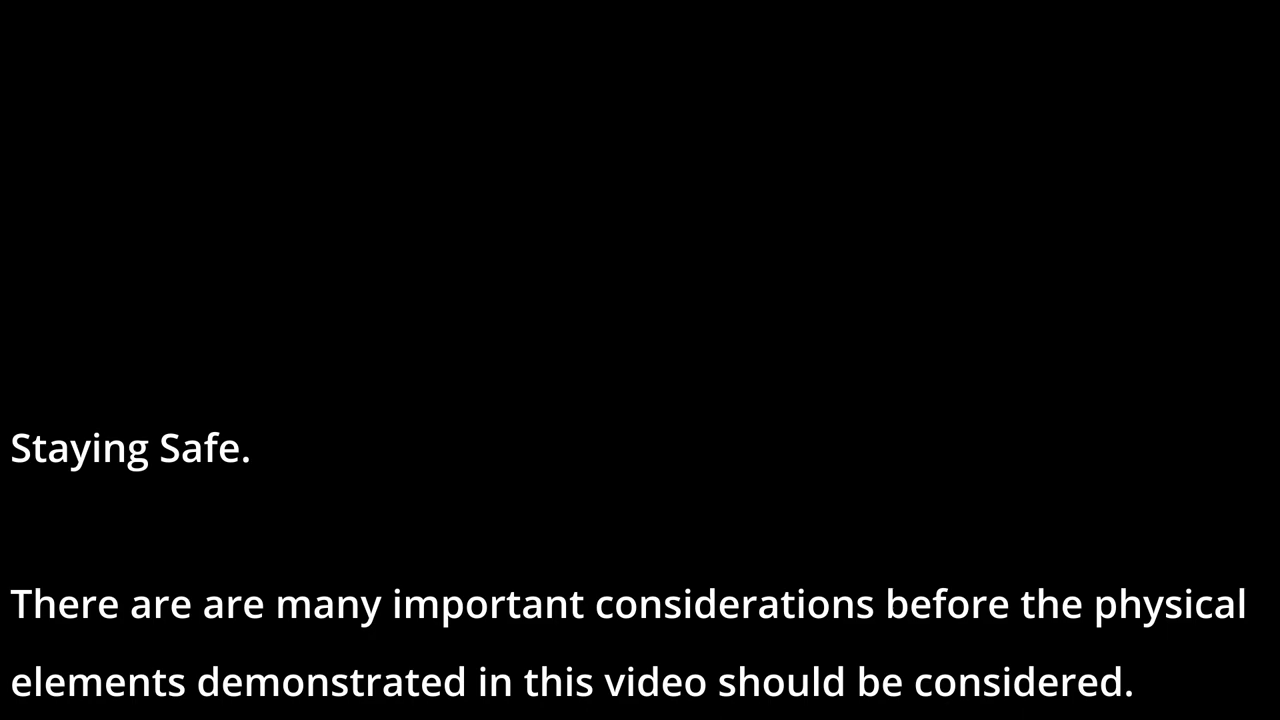 Staying Safe.
There are are many important considerations before the physical
elements demonstrated in this video should be considered.